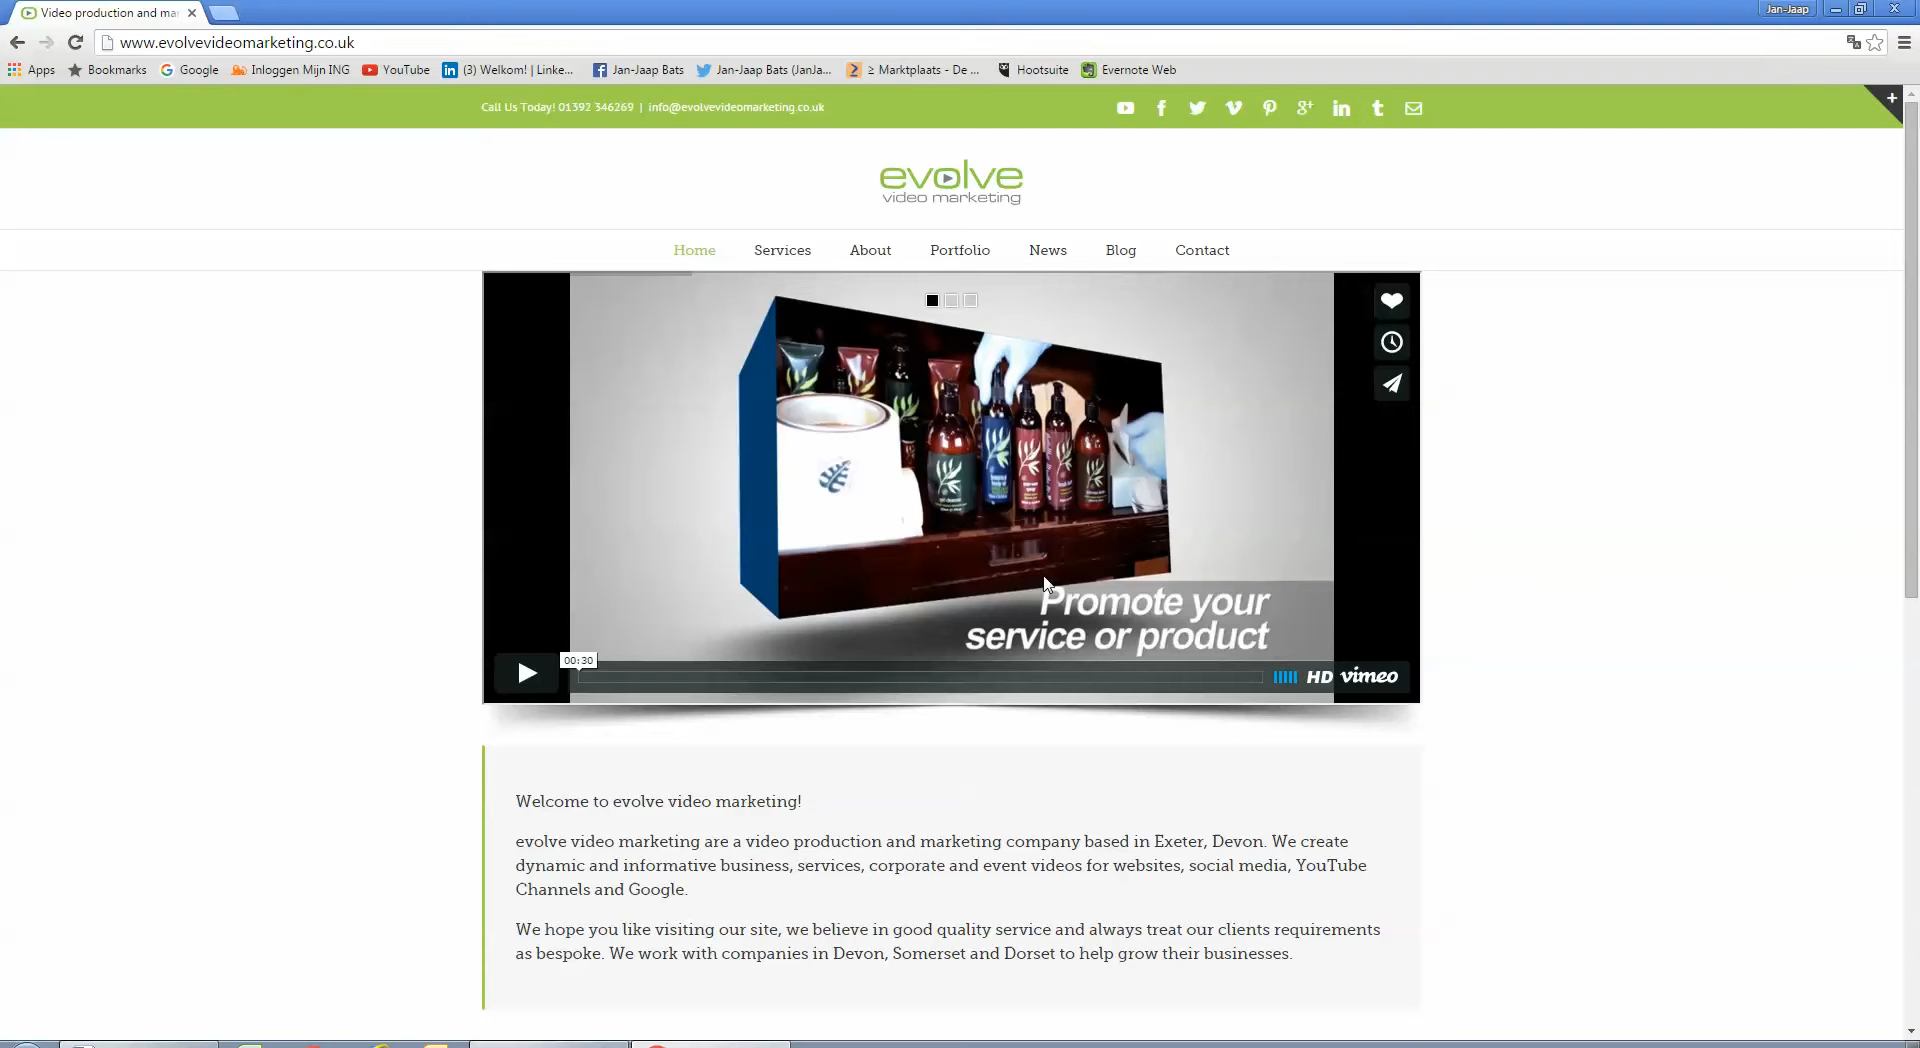 Video production and mar
Jan-Jaap
www.evolvevideomarketing.co.uk
Apps Bookmarks Google Inloggen Mijn ING YouTube (3) Welkom! | Linke... Jan-Jaap Bats Jan-Jaap Bats (JanJa... ≥ Marktplaats - De ... Hootsuite Evernote Web
Call Us Today! 01392 346269 | info@evolvevideomarketing.co.uk
evolve
video marketing
Home Services About Portfolio News Blog Contact
Promote your
service or product
00:30
HD vimeo
Welcome to evolve video marketing!
evolve video marketing are a video production and marketing company based in Exeter, Devon. We create
dynamic and informative business, services, corporate and event videos for websites, social media, YouTube
Channels and Google.
We hope you like visiting our site, we believe in good quality service and always treat our clients requirements
as bespoke. We work with companies in Devon, Somerset and Dorset to help grow their businesses.